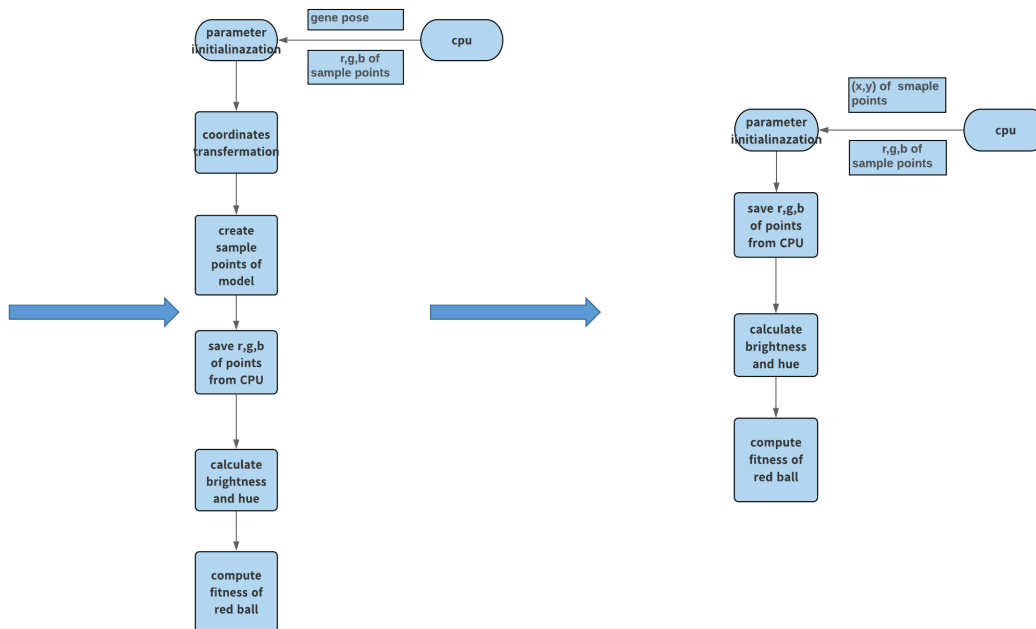 gene pose
parameter
iinitialinazation
cpu
r,g,b of
sample points
coordinates
transfermation
create
sample
points of
model
save r,g,b
of points
from CPU
calculate
brightness
and hue
compute
fitness of
red ball
(x,y) of smaple
points
parameter
iinitialinazation
cpu
r,g,b of
sample points
save r,g,b
of points
from CPU
calculate
brightness
and hue
compute
fitness of
red ball